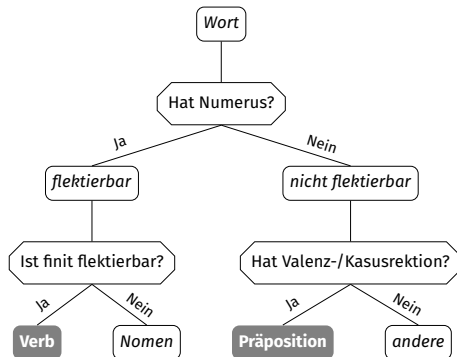 Wort
Hat Numerus?
Ja
Nein
flektierbar
nicht flektierbar
Ist finit flektierbar?
Hat Valenz-/Kasusrektion?
Ja
Nein
Ja
Nein
Verb
Nomen
Präposition
andere